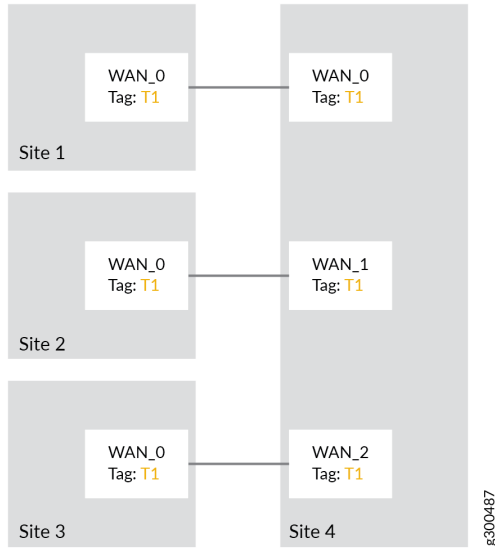 WAN_0
Tag: T1
Site 1
WAN_0
Tag: T1
WAN_0
Tag: T1
Site 2
WAN_1
Tag: T1
WAN_0
Tag: T1
Site 3
WAN_2
Tag: T1
Site 4
g300487